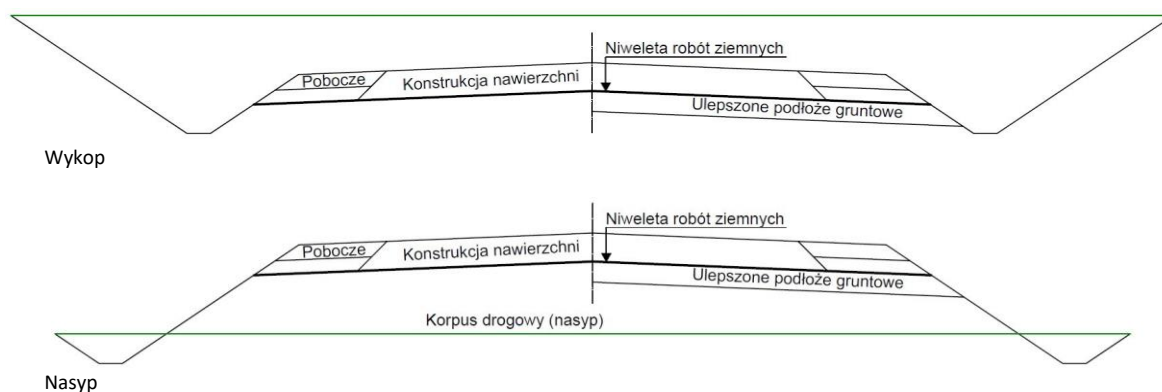 Niweleta robót ziemnych
Pobocze
Konstrukcja nawierzchni
Ulepszone podłoże gruntowe
Wykop
Niweleta robót ziemnych
Pobocze
Konstrukcja nawierzchni
Ulepszone podłoże gruntowe
Korpus drogowy (nasyp)
Nasyp